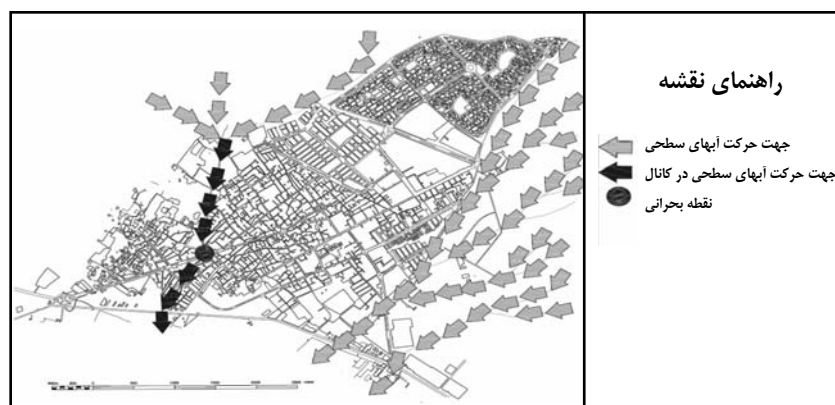 راهنمای نقشه
جهت حرکت آبهای سطحی
جهت حرکت آبهای سطحی در کانال
نقطه بحرانی